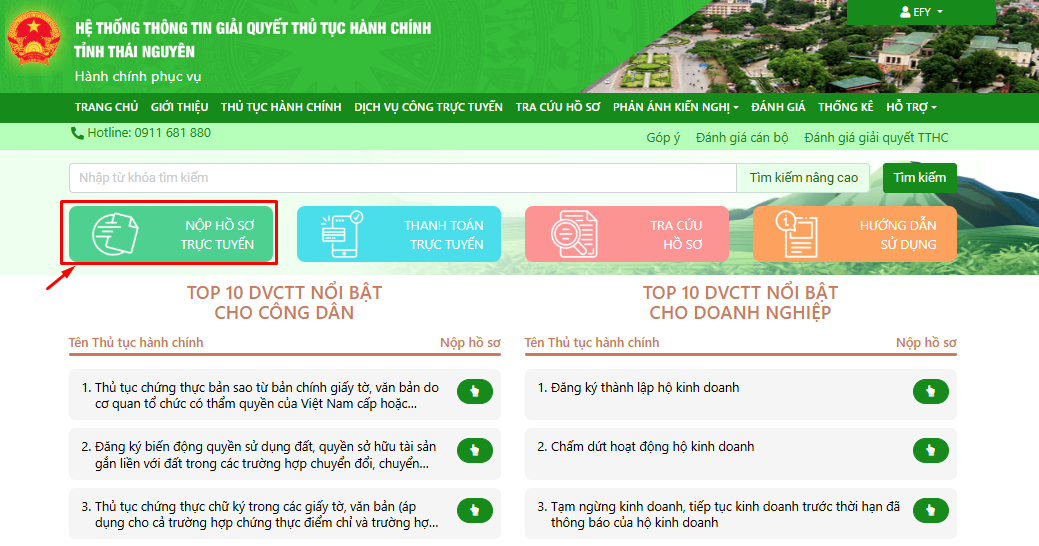 HỆ THỐNG THÔNG TIN GIẢI QUYẾT THỦ TỤC HÀNH CHÍNH
TỈNH THÁI NGUYÊN
Hành chính phục vụ
EFY
TRANG CHỦ GIỚI THIỆU THỦ TỤC HÀNH CHÍNH DỊCH VỤ CÔNG TRỰC TUYẾN TRA CỨU HỒ SƠ PHẢN ÁNH KIẾN NGHỊ ĐÁNH GIÁ THỐNG KÊ HỖ TRỢ
Hotline: 0911 681 880
Góp ý Đánh giá cán bộ Đánh giá giải quyết TTHC
Nhập từ khóa tìm kiếm
Tìm kiếm nâng cao
Tìm kiếm
NỘP HỒ SƠ
TRỰC TUYẾN
THANH TOÁN
TRỰC TUYẾN
TRA CỨU
HỒ SƠ
HƯỚNG DẪN
SỬ DỤNG
TOP 10 DVCTT NỔI BẬT
CHO CÔNG DÂN
Tên Thủ tục hành chính Nộp hồ sơ
1. Thủ tục chứng thực bản sao từ bản chính giấy tờ, văn bản do
cơ quan tổ chức có thẩm quyền của Việt Nam cấp hoặc...
2. Đăng ký biến động quyền sử dụng đất, quyền sở hữu tài sản
gắn liền với đất trong các trường hợp chuyển đổi, chuyển...
3. Thủ tục chứng thực chữ ký trong các giấy tờ, văn bản (áp
dụng cho cả trường hợp chứng thực điểm chỉ và trường hợ...
TOP 10 DVCTT NỔI BẬT
CHO DOANH NGHIỆP
Tên Thủ tục hành chính Nộp hồ sơ
1. Đăng ký thành lập hộ kinh doanh
2. Chấm dứt hoạt động hộ kinh doanh
3. Tạm ngừng kinh doanh, tiếp tục kinh doanh trước thời hạn đã
thông báo của hộ kinh doanh